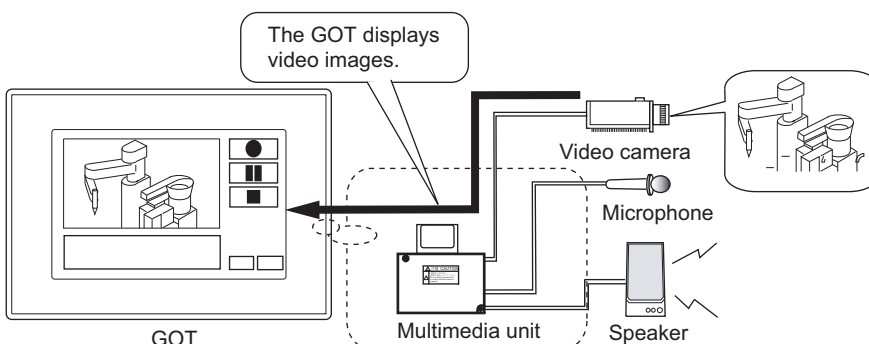 The GOT displays
video images.
Video camera
Microphone
Multimedia unit
Speaker
GOT